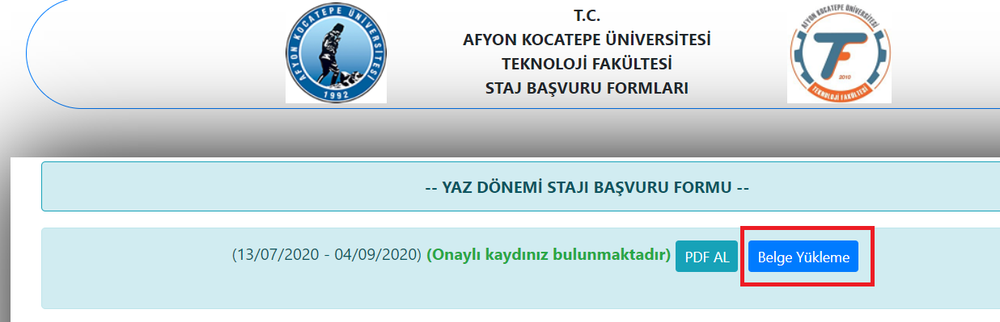 AFYON KOCATEPE ÜNİVERSİTESİ
1992
T.C.
AFYON KOCATEPE ÜNİVERSİTESİ
TEKNOLOJİ FAKÜLTESİ
STAJ BAŞVURU FORMLARI
AFYON KOCATEPE ÜNİVERSİTESİ
TF
2010
TEKNOLOJİ FAKÜLTESİ
-- YAZ DÖNEMİ STAJI BAŞVURU FORMU --
(13/07/2020 - 04/09/2020) (Onaylı kaydınız bulunmaktadır) PDF AL Belge Yükleme